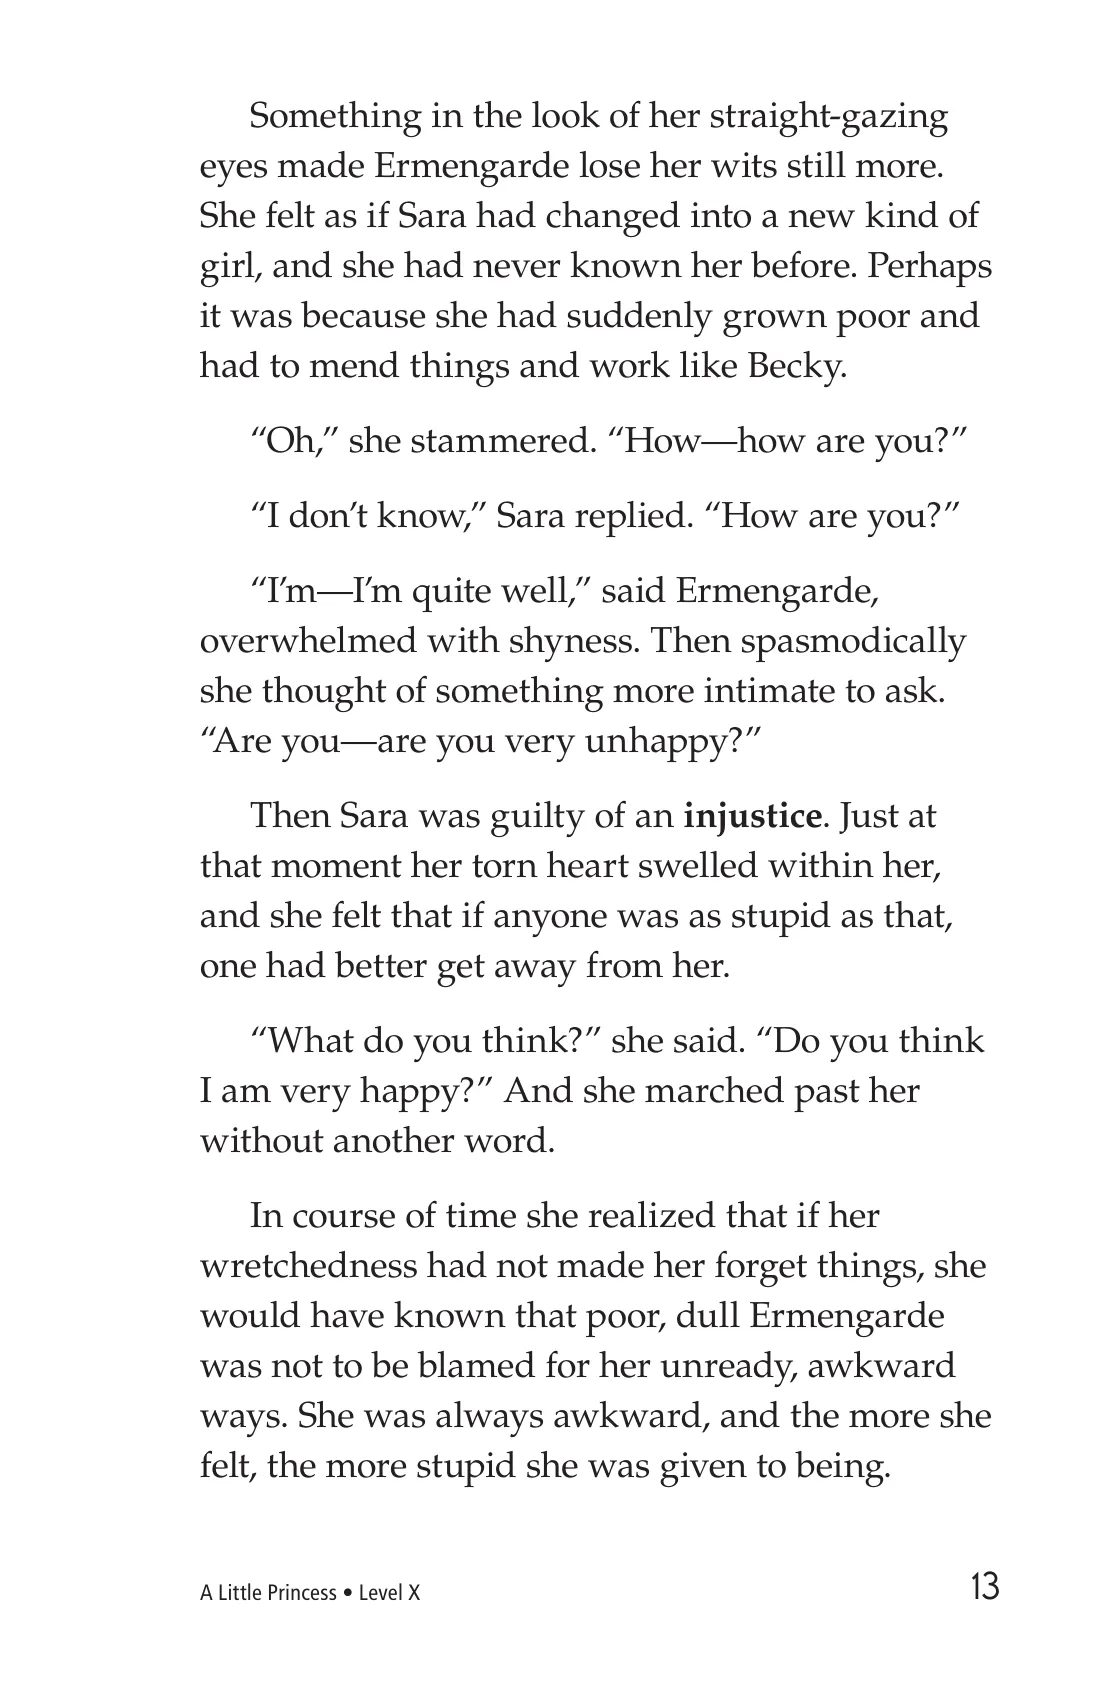 Something in the look of her straight-gazing
eyes made Ermengarde lose her wits still more.
She felt as if Sara had changed into a new kind of
girl, and she had never known her before. Perhaps
it was because she had suddenly grown poor and
had to mend things and work like Becky.
“Oh,” she stammered. “How—how are you?”
“I don’t know,” Sara replied. “How are you?”
“I’m—I’m quite well,” said Ermengarde,
overwhelmed with shyness. Then spasmodically
she thought of something more intimate to ask.
“Are you—are you very unhappy?”
Then Sara was guilty of an injustice. Just at
that moment her torn heart swelled within her,
and she felt that if anyone was as stupid as that,
one had better get away from her.
“What do you think?” she said. “Do you think
I am very happy?” And she marched past her
without another word.
In course of time she realized that if her
wretchedness had not made her forget things, she
would have known that poor, dull Ermengarde
was not to be blamed for her unready, awkward
ways. She was always awkward, and the more she
felt, the more stupid she was given to being.
A Little Princess • Level X 13